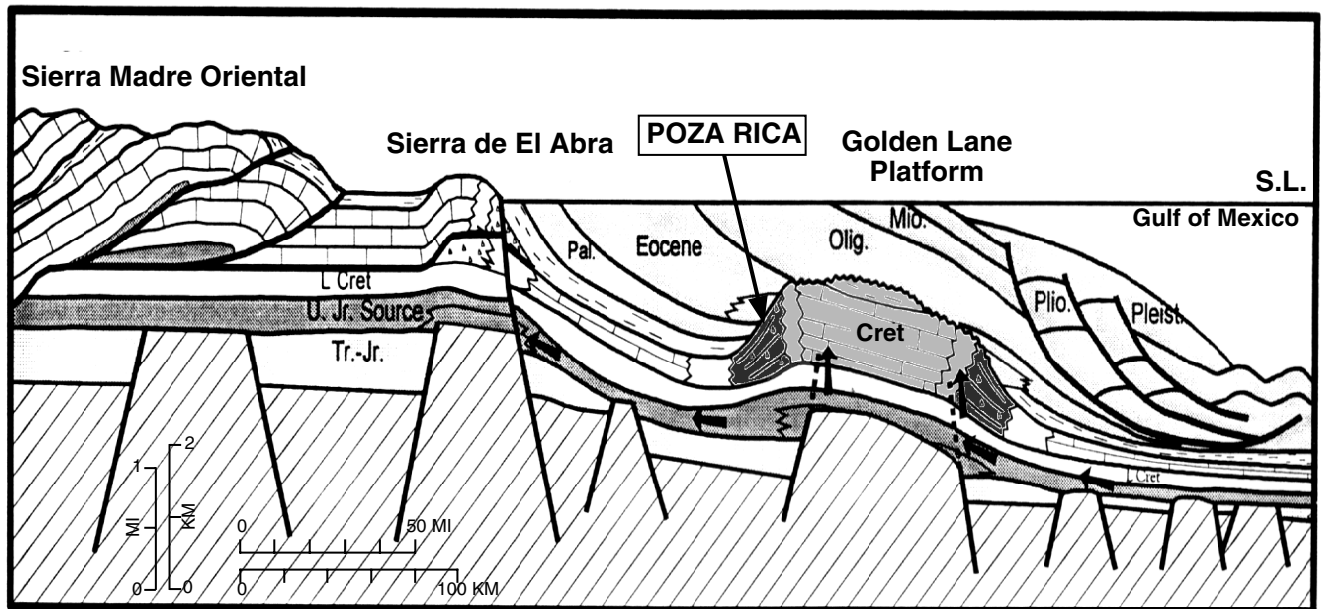 Sierra Madre Oriental
Sierra de El Abra
POZA RICA
Golden Lane
Platform
S.L.
Gulf of Mexico
Pal.
Eocene
Olig.
Mio.
Plio.
Pleist.
L Cret
U. Jr. Source
Tr.-Jr.
Cret
L Cret
2
1
MI
KM
0
0
0
50 MI
0
100 KM